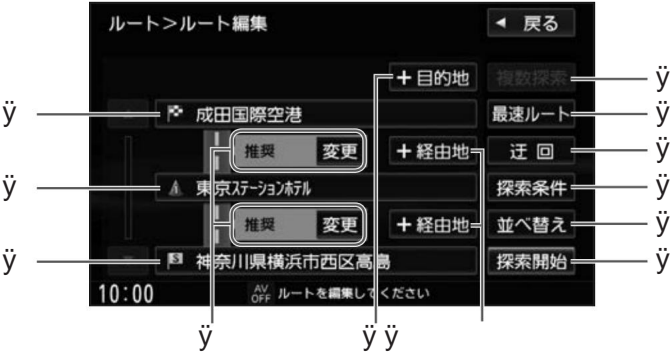 ルート>ルート編集
◄ 戻る
+目的地
複数探索
成田国際空港
最速ルート
推奨
変更
+経由地
迂回
東京ステーションホテル
探索条件
推奨
変更
+経由地
並べ替え
S 神奈川県横浜市西区高島
探索開始
10:00
AV OFF
ルートを編集してください
ÿ
ÿ
ÿ
ÿ
ÿ
ÿ
ÿ
ÿ
ÿ
ÿ
ÿ ÿ